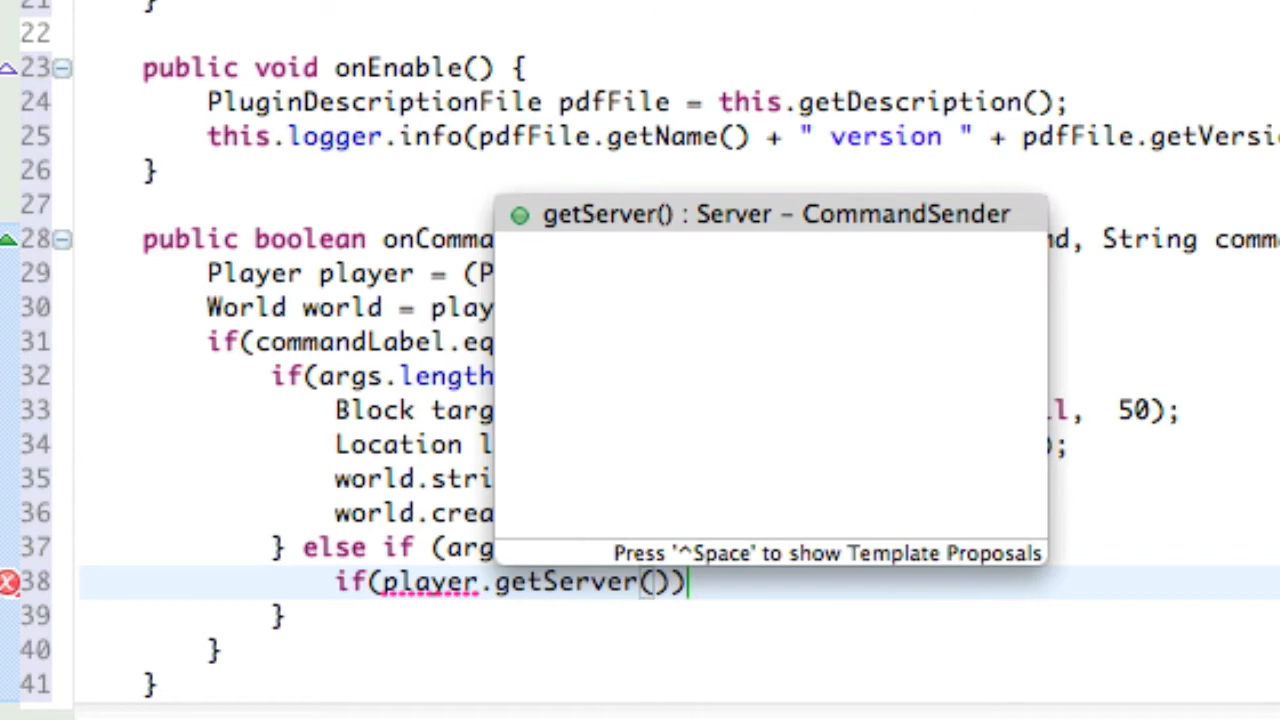 21 }
22
23 public void onEnable() {
24 PluginDescriptionFile pdfFile = this.getDescription();
25 this.logger.info(pdfFile.getName() + " version " + pdfFile.getVersi
26 }
27
getServer() : Server – CommandSender
28 public boolean onComma nd, String comm
29 Player player = (P
30 World world = play
31 if(commandLabel.eq
32 if(args.length
33 Block targ l, 50);
34 Location l ;
35 world.stri
36 world.crea
37 } else if (arg
Press '^Space' to show Template Proposals
38 if(player.getServer())
39 }
40 }
41 }